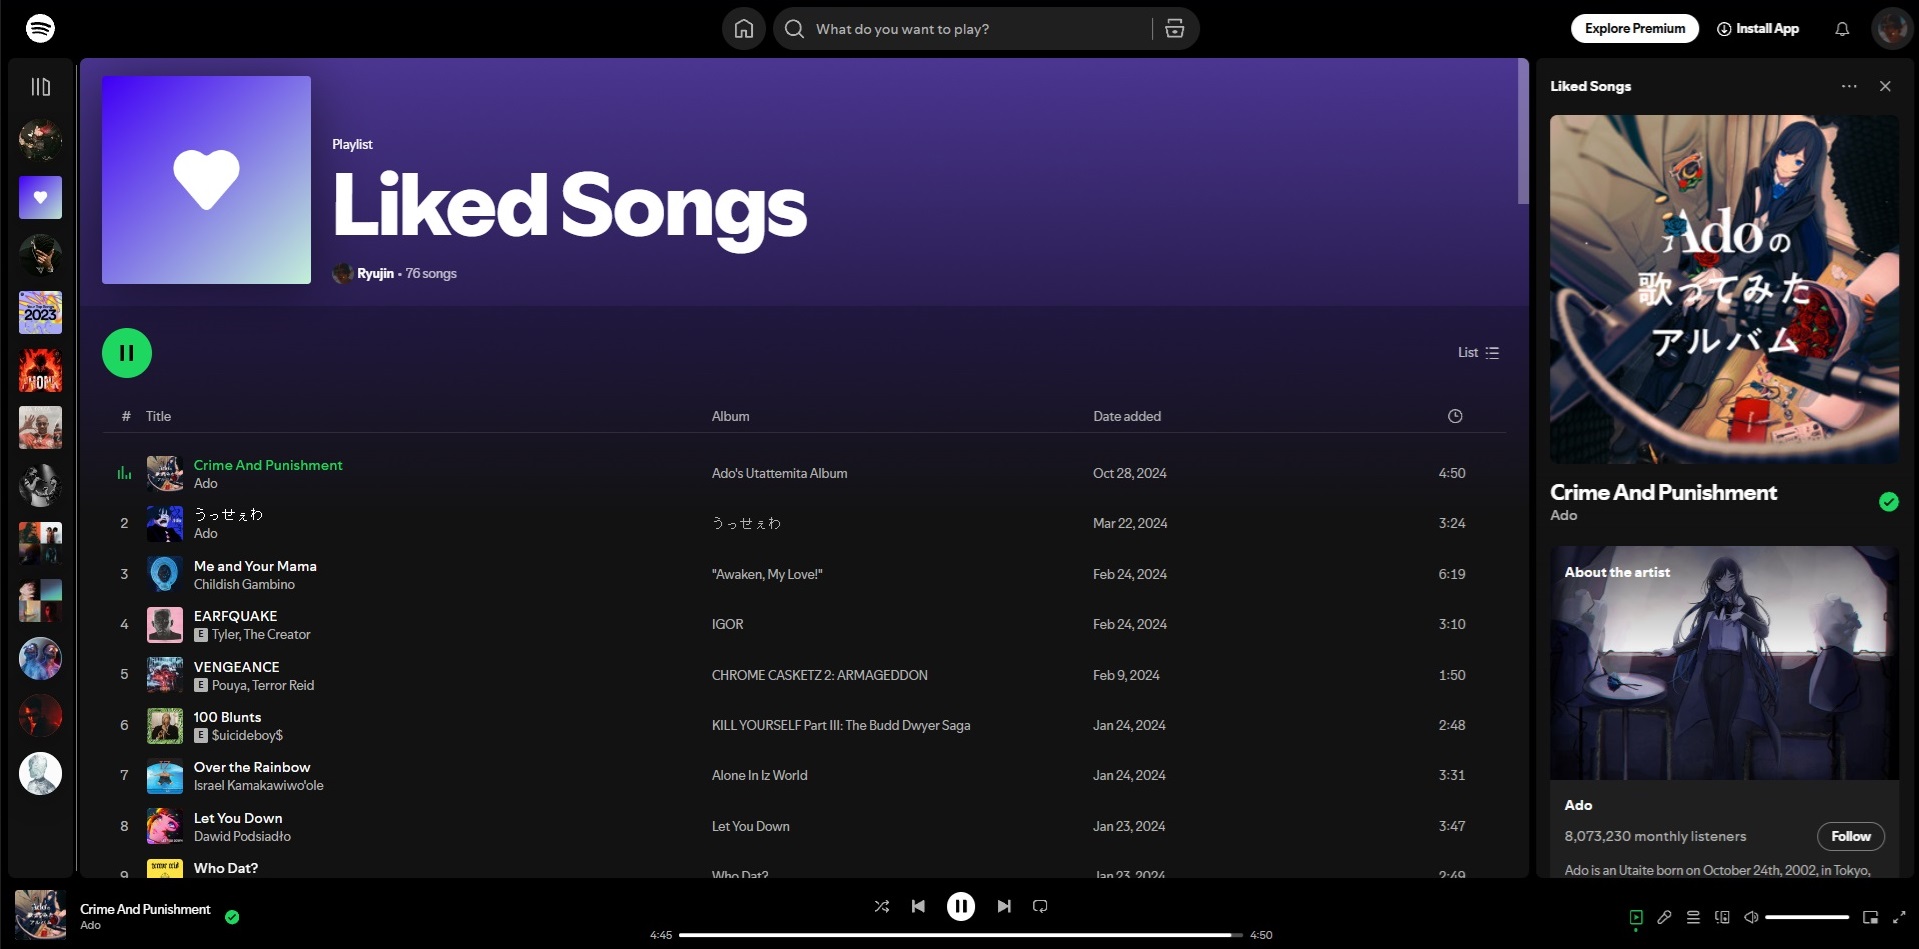 What do you want to play?
Explore Premium
Install App
2023
Playlist
Liked Songs
Ryujin • 76 songs
List
# Title Album Date added
Crime And Punishment
Ado
Ado's Utattemita Album
Oct 28, 2024
4:50
2
うっせぇわ
Ado
うっせぇわ
Mar 22, 2024
3:24
3
Me and Your Mama
Childish Gambino
"Awaken, My Love!"
Feb 24, 2024
6:19
4
EARFQUAKE
E Tyler, The Creator
IGOR
Feb 24, 2024
3:10
5
VENGEANCE
E Pouya, Terror Reid
CHROME CASKETZ 2: ARMAGEDDON
Feb 9, 2024
1:50
6
100 Blunts
E $uicideboy$
KILL YOURSELF Part III: The Budd Dwyer Saga
Jan 24, 2024
2:48
7
Over the Rainbow
Israel Kamakawiwo'ole
Alone In Iz World
Jan 24, 2024
3:31
8
Let You Down
Dawid Podsiadło
Let You Down
Jan 23, 2024
3:47
9
Who Dat?
Who Dat?
Jan 23, 2024
2:49
Liked Songs
Adoの
歌ってみた
アルバム
Crime And Punishment
Ado
About the artist
Ado
8,073,230 monthly listeners
Follow
Ado is an Utaite born on October 24th, 2002, in Tokyo,
Crime And Punishment
Ado
4:45
4:50